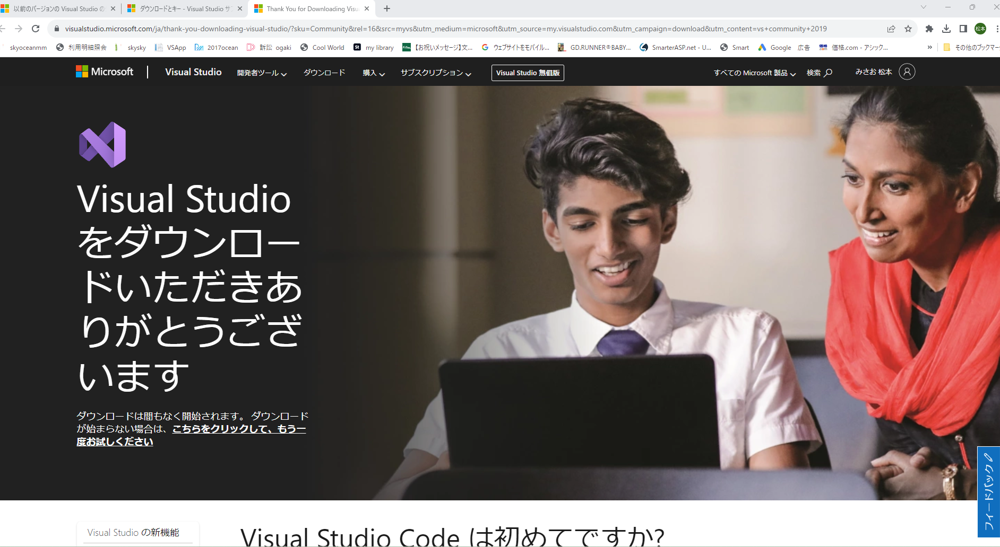 以前のバージョンの Visual Studio の
ダウンロードとキー - Visual Studio サ
Thank You for Downloading Visu
visualstudio.microsoft.com/ja/thank-you-downloading-visual-studio/?sku=Community&rel=16&src=myvs&utm_medium=microsoft&utm_source=my.visualstudio.com&utm_campaign=download&utm_content=vs+community+2019
松本
skyoceanmm 利用明細照会 skysky VSApp 2017ocean 訴訟 ogaki Cool World my library 【お祝いメッセージ】文... ウェブサイトをモバイル... GD.RUNNER®BABY... SmarterASP.net - U... Smart Google 広告 価格.com - アシック... » その他のブックマー
Microsoft Visual Studio 開発者ツール ダウンロード 購入 サブスクリプション Visual Studio 無償版 すべての Microsoft 製品 検索 みさお 松本
Visual Studio
をダウンロー
ドいただきあ
りがとうござ
います
ダウンロードは間もなく開始されます。 ダウンロード
が始まらない場合は、こちらをクリックして、もう一
度お試しください
フィードバック
Visual Studio の新機能
Visual Studio Code は初めてですか?